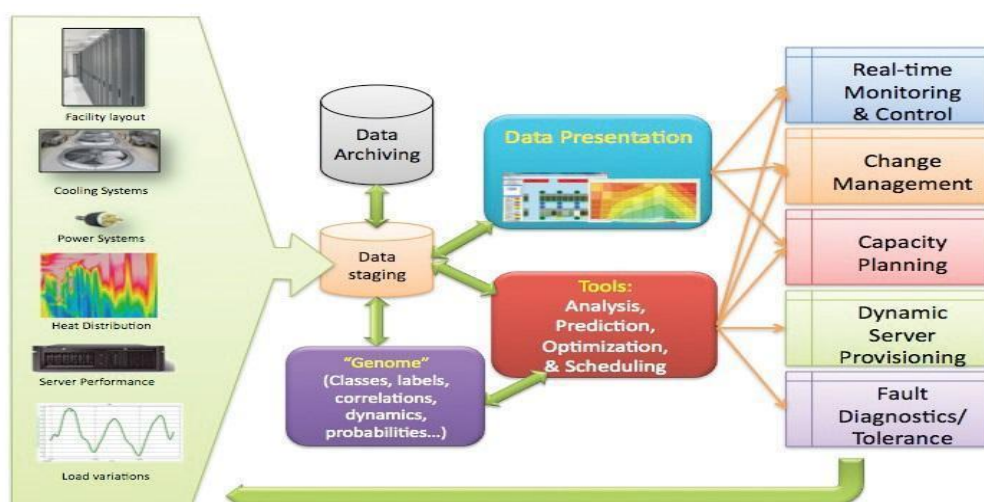 Facility layout
Cooling Systems
Power Systems
Heat Distribution
Server Performance
Load variations
Data
Archiving
Data
staging
"Genome"
(Classes, labels,
correlations,
dynamics,
probabilities...)
Data Presentation
Tools:
Analysis,
Prediction,
Optimization,
& Scheduling
Real-time
Monitoring
& Control
Change
Management
Capacity
Planning
Dynamic
Server
Provisioning
Fault
Diagnostics/
Tolerance